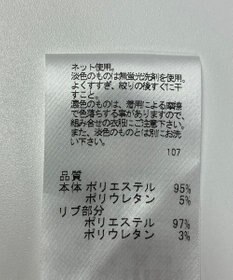 ネット使用。
淡色のものは無蛍光洗剤を使用。
よくすすぎ、絞りの後すぐに干
すこと。
濃色のものは、着用による摩擦
で色落ちする事がありますので、
組み合せの衣服にご注意下さい。
また、淡色のものとは別にお洗
い下さい。
107
品質
本体 ポリエステル 95%
ポリウレタン 5%
リブ部分
ポリエステル 97%
ポリウレタン 3%